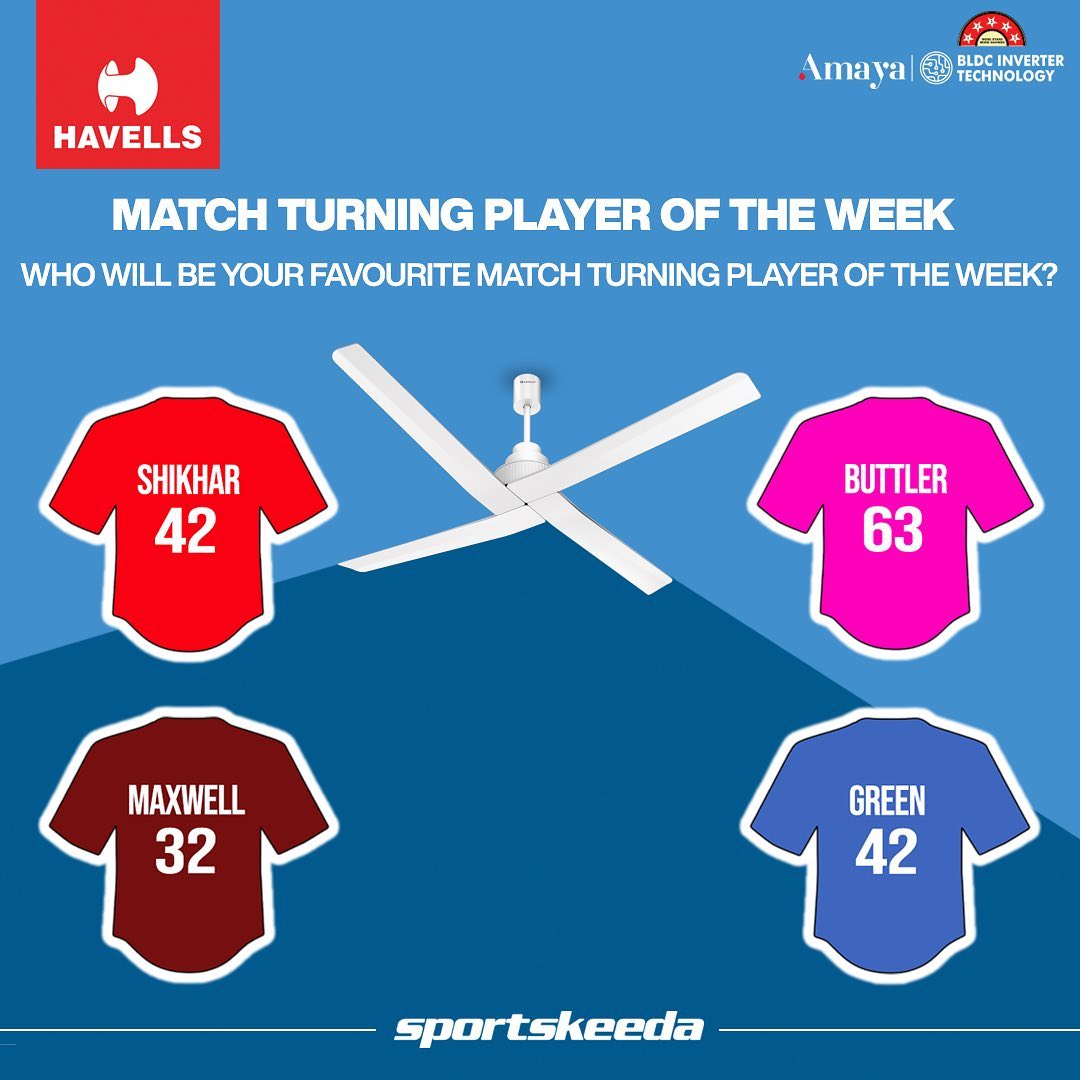 HAVELLS
Amaya
BLDC INVERTER
TECHNOLOGY
MATCH TURNING PLAYER OF THE WEEK
WHO WILL BE YOUR FAVOURITE MATCH TURNING PLAYER OF THE WEEK?
SHIKHAR
42
BUTTLER
63
MAXWELL
32
GREEN
42
sportskeeda